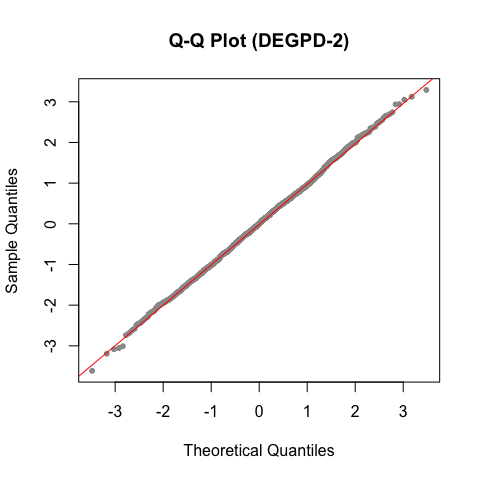 Q-Q Plot (DEGPD-2)
Sample Quantiles
3
2
1
0
-1
-2
-3
-3 -2 -1 0 1 2 3
Theoretical Quantiles